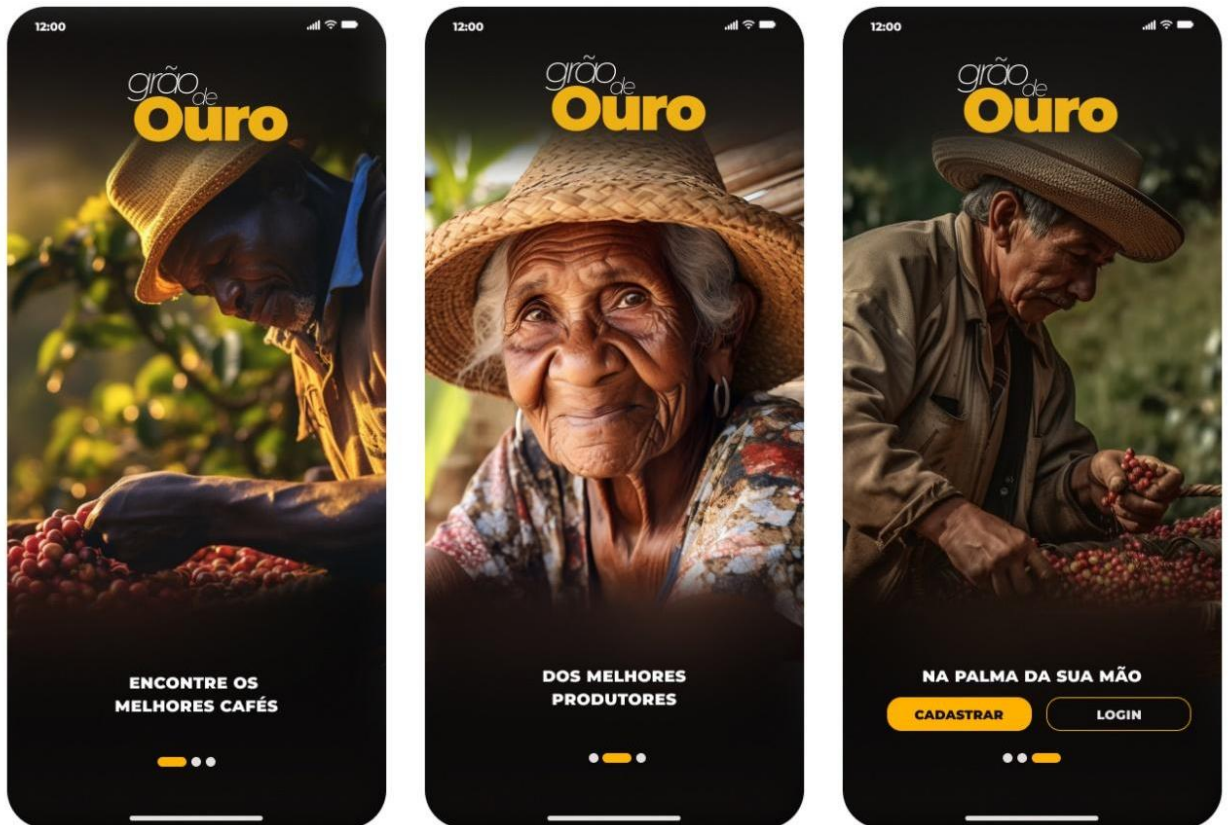 12:00
grão
de
Ouro
ENCONTRE OS
MELHORES CAFÉS
12:00
grão
de
Ouro
DOS MELHORES
PRODUTORES
12:00
grão
de
Ouro
NA PALMA DA SUA MÃO
CADASTRAR
LOGIN